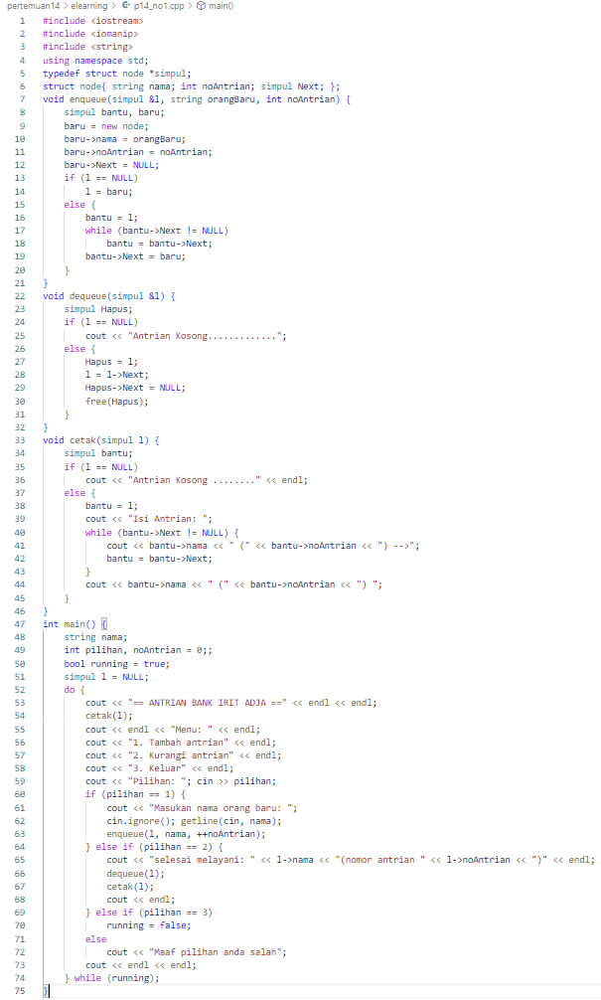 pertemuan14 > elearning > p14_no1.cpp > main()
1 #include <iostream>
2 #include <iomanip>
3 #include <string>
4 using namespace std;
5 typedef struct node *simpul;
6 struct node{ string nama; int noAntrian; simpul Next; };
7 void enqueue(simpul &l, string orangBaru, int noAntrian) {
8 simpul bantu, baru;
9 baru = new node;
10 baru->nama = orangBaru;
11 baru->noAntrian = noAntrian;
12 baru->Next = NULL;
13 if (l == NULL)
14 l = baru;
15 else {
16 bantu = l;
17 while (bantu->Next != NULL)
18 bantu = bantu->Next;
19 bantu->Next = baru;
20 }
21 }
22 void dequeue(simpul &l) {
23 simpul Hapus;
24 if (l == NULL)
25 cout << "Antrian Kosong.............";
26 else {
27 Hapus = l;
28 l = l->Next;
29 Hapus->Next = NULL;
30 free(Hapus);
31 }
32 }
33 void cetak(simpul l) {
34 simpul bantu;
35 if (l == NULL)
36 cout << "Antrian Kosong ........" << endl;
37 else {
38 bantu = l;
39 cout << "Isi Antrian: ";
40 while (bantu->Next != NULL) {
41 cout << bantu->nama << " (" << bantu->noAntrian << ") -->";
42 bantu = bantu->Next;
43 }
44 cout << bantu->nama << " (" << bantu->noAntrian << ") ";
45 }
46 }
47 int main() {
48 string nama;
49 int pilihan, noAntrian = 0;;
50 bool running = true;
51 simpul l = NULL;
52 do {
53 cout << "== ANTRIAN BANK IRIT ADJA ==" << endl << endl;
54 cetak(l);
55 cout << endl << "Menu: " << endl;
56 cout << "1. Tambah antrian" << endl;
57 cout << "2. Kurangi antrian" << endl;
58 cout << "3. Keluar" << endl;
59 cout << "Pilihan: "; cin >> pilihan;
60 if (pilihan == 1) {
61 cout << "Masukan nama orang baru: ";
62 cin.ignore(); getline(cin, nama);
63 enqueue(l, nama, ++noAntrian);
64 } else if (pilihan == 2) {
65 cout << "selesai melayani: " << l->nama << "(nomor antrian " << l->noAntrian << ")" << endl;
66 dequeue(l);
67 cetak(l);
68 cout << endl;
69 } else if (pilihan == 3)
70 running = false;
71 else
72 cout << "Maaf pilihan anda salah";
73 cout << endl << endl;
74 } while (running);
75 }